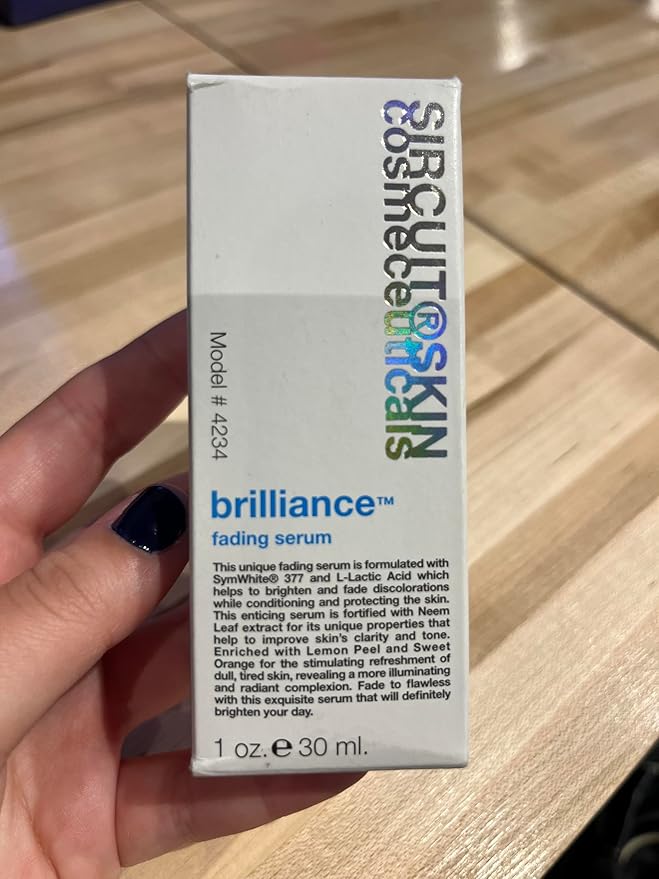 SIRCUIT®SKIN
cosmeceuticals
Model # 4234
brilliance™
fading serum
This unique fading serum is formulated with
SymWhite® 377 and L-Lactic Acid which
helps to brighten and fade discolorations
while conditioning and protecting the skin.
This enticing serum is fortified with Neem
Leaf extract for its unique properties that
help to improve skin's clarity and tone.
Enriched with Lemon Peel and Sweet
Orange for the stimulating refreshment of
dull, tired skin, revealing a more illuminating
and radiant complexion. Fade to flawless
with this exquisite serum that will definitely
brighten your day.
1 oz. ℮ 30 ml.